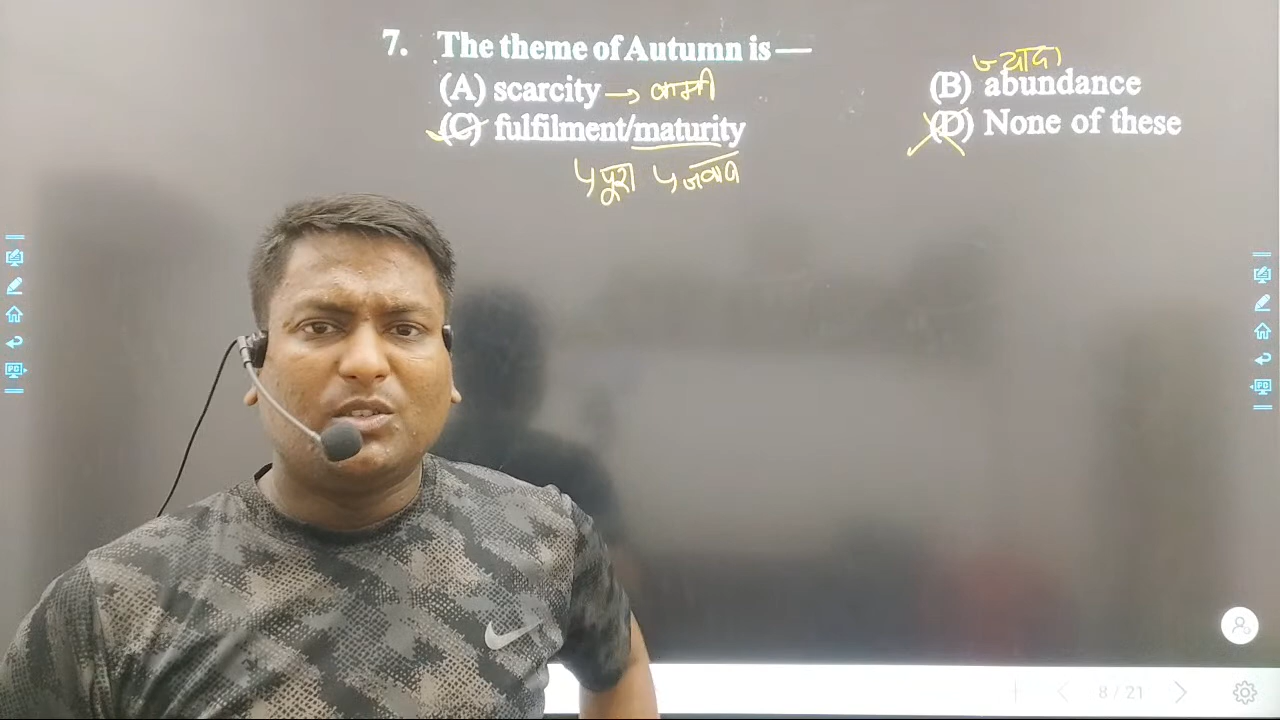 7. The theme of Autumn is —
ज्यादा
(A) scarcity → कमी (B) abundance
(C) fulfilment/maturity (D) None of these
↳ पूरा ↳ जवान
8 / 21